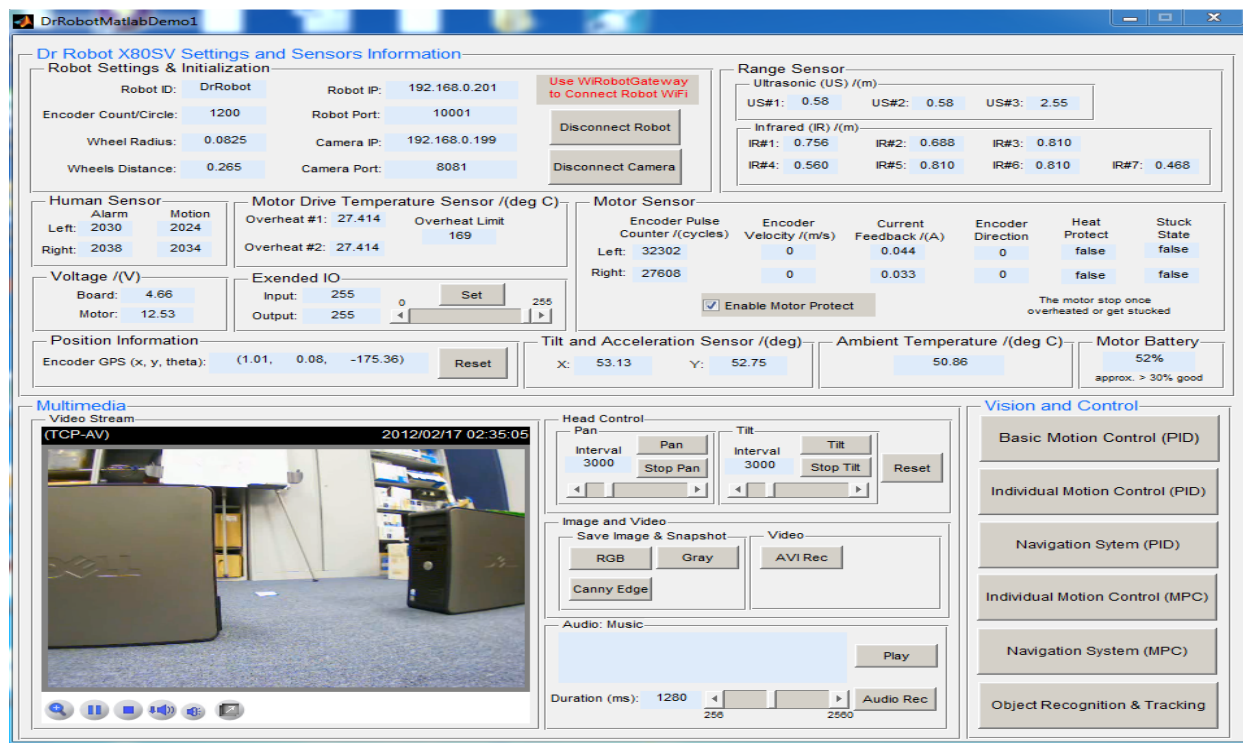 DrRobotMatlabDemo1
Dr Robot X80SV Settings and Sensors Information
Robot Settings & Initialization
Robot ID: DrRobot Robot IP: 192.168.0.201
Encoder Count/Circle: 1200 Robot Port: 10001
Wheel Radius: 0.0825 Camera IP: 192.168.0.199
Wheels Distance: 0.265 Camera Port: 8081
Use WiRobotGateway
to Connect Robot WiFi
Disconnect Robot
Disconnect Camera
Range Sensor
Ultrasonic (US) /(m)
US#1: 0.58 US#2: 0.58 US#3: 2.55
Infrared (IR) /(m)
IR#1: 0.756 IR#2: 0.688 IR#3: 0.810
IR#4: 0.560 IR#5: 0.810 IR#6: 0.810 IR#7: 0.468
Human Sensor
Alarm Motion
Left: 2030 2024
Right: 2038 2034
Motor Drive Temperature Sensor /(deg C)
Overheat #1: 27.414 Overheat Limit
169
Overheat #2: 27.414
Motor Sensor
Encoder Pulse Counter /(cycles) Encoder Velocity /(m/s) Current Feedback /(A) Encoder Direction Heat Protect Stuck State
Left: 32302 0 0.044 0 false false
Right: 27608 0 0.033 0 false false
Enable Motor Protect
The motor stop once
overheated or get stucked
Voltage /(V)
Board: 4.66
Motor: 12.53
Exended IO
Input: 255 0 Set 255
Output: 255
Position Information
Encoder GPS (x, y, theta): (1.01, 0.08, -175.36) Reset
Tilt and Acceleration Sensor /(deg)
X: 53.13 Y: 52.75
Ambient Temperature /(deg C)
50.86
Motor Battery
52%
approx. > 30% good
Multimedia
Video Stream
(TCP-AV) 2012/02/17 02:35:05
DELL
DELL
Head Control
Pan
Interval Pan
3000 Stop Pan
Tilt
Interval Tilt
3000 Stop Tilt
Reset
Image and Video
Save Image & Snapshot
RGB Gray
Canny Edge
Video
AVI Rec
Audio: Music
Play
Duration (ms): 1280 Audio Rec
256 2560
Vision and Control
Basic Motion Control (PID)
Individual Motion Control (PID)
Navigation Sytem (PID)
Individual Motion Control (MPC)
Navigation System (MPC)
Object Recognition & Tracking